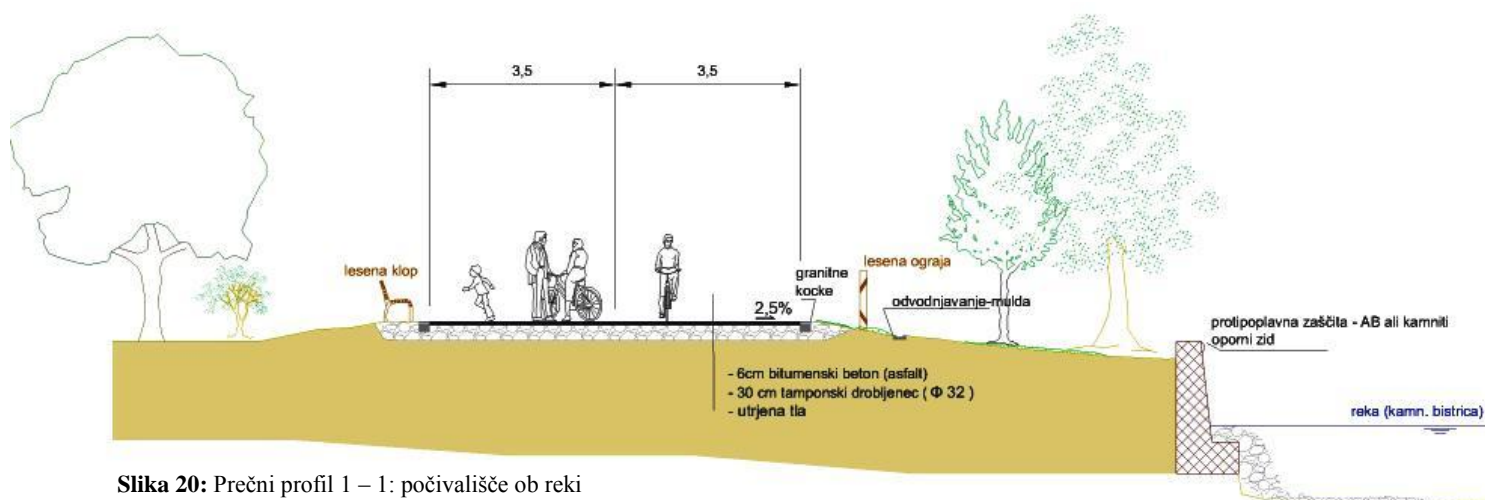 3,5
3,5
lesena klop
granitne
kocke
lesena ograja
2,5%
odvodnjavanje-mulda
protipoplavna zaščita - AB ali kamniti
oporni zid
- 6cm bitumenski beton (asfalt)
- 30 cm tamponski drobljenec ( Φ 32 )
- utrjena tla
reka (kamn. bistrica)
Slika 20: Prečni profil 1 – 1: počivališče ob reki